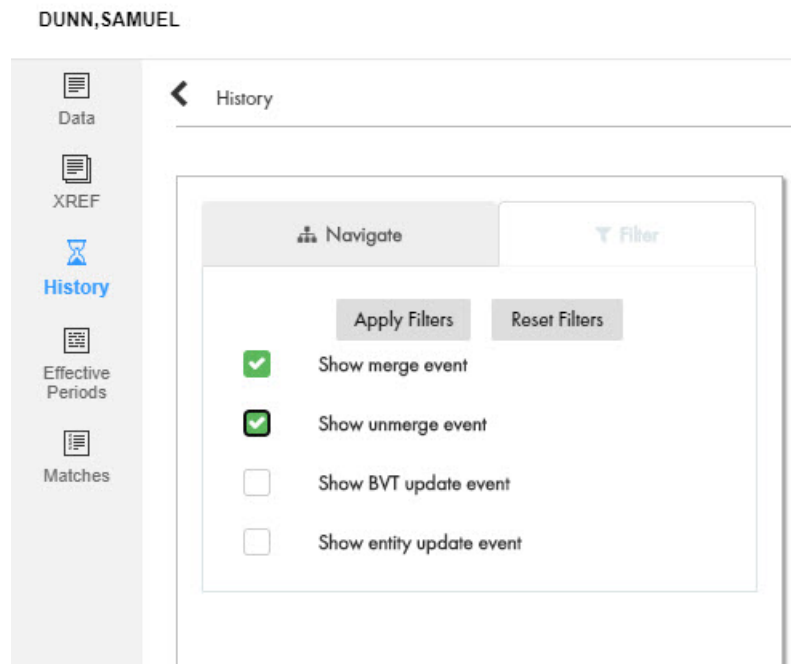 DUNN,SAMUEL
Data
XREF
History
Effective
Periods
Matches
History
Navigate
Filter
Apply Filters
Reset Filters
Show merge event
Show unmerge event
Show BVT update event
Show entity update event